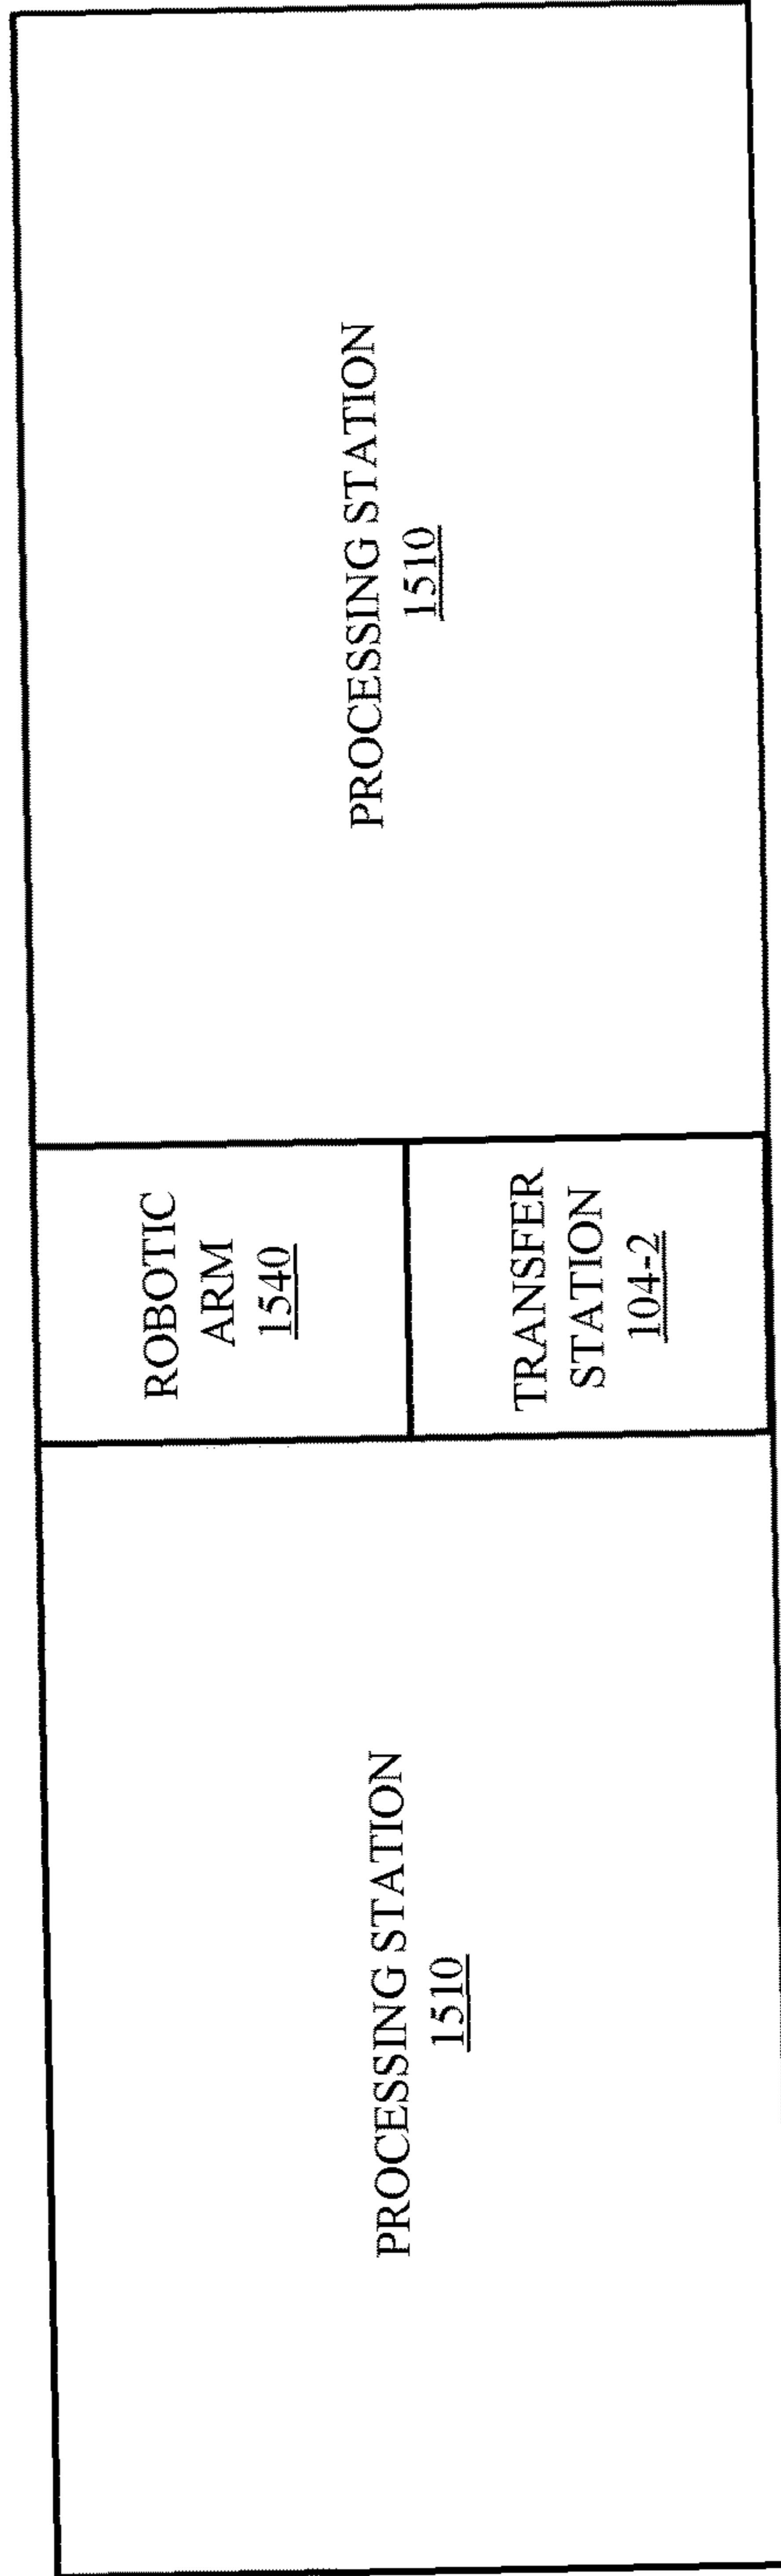 PROCESSING STATION
1510
ROBOTIC
ARM
1540
TRANSFER
STATION
104-2
PROCESSING STATION
1510